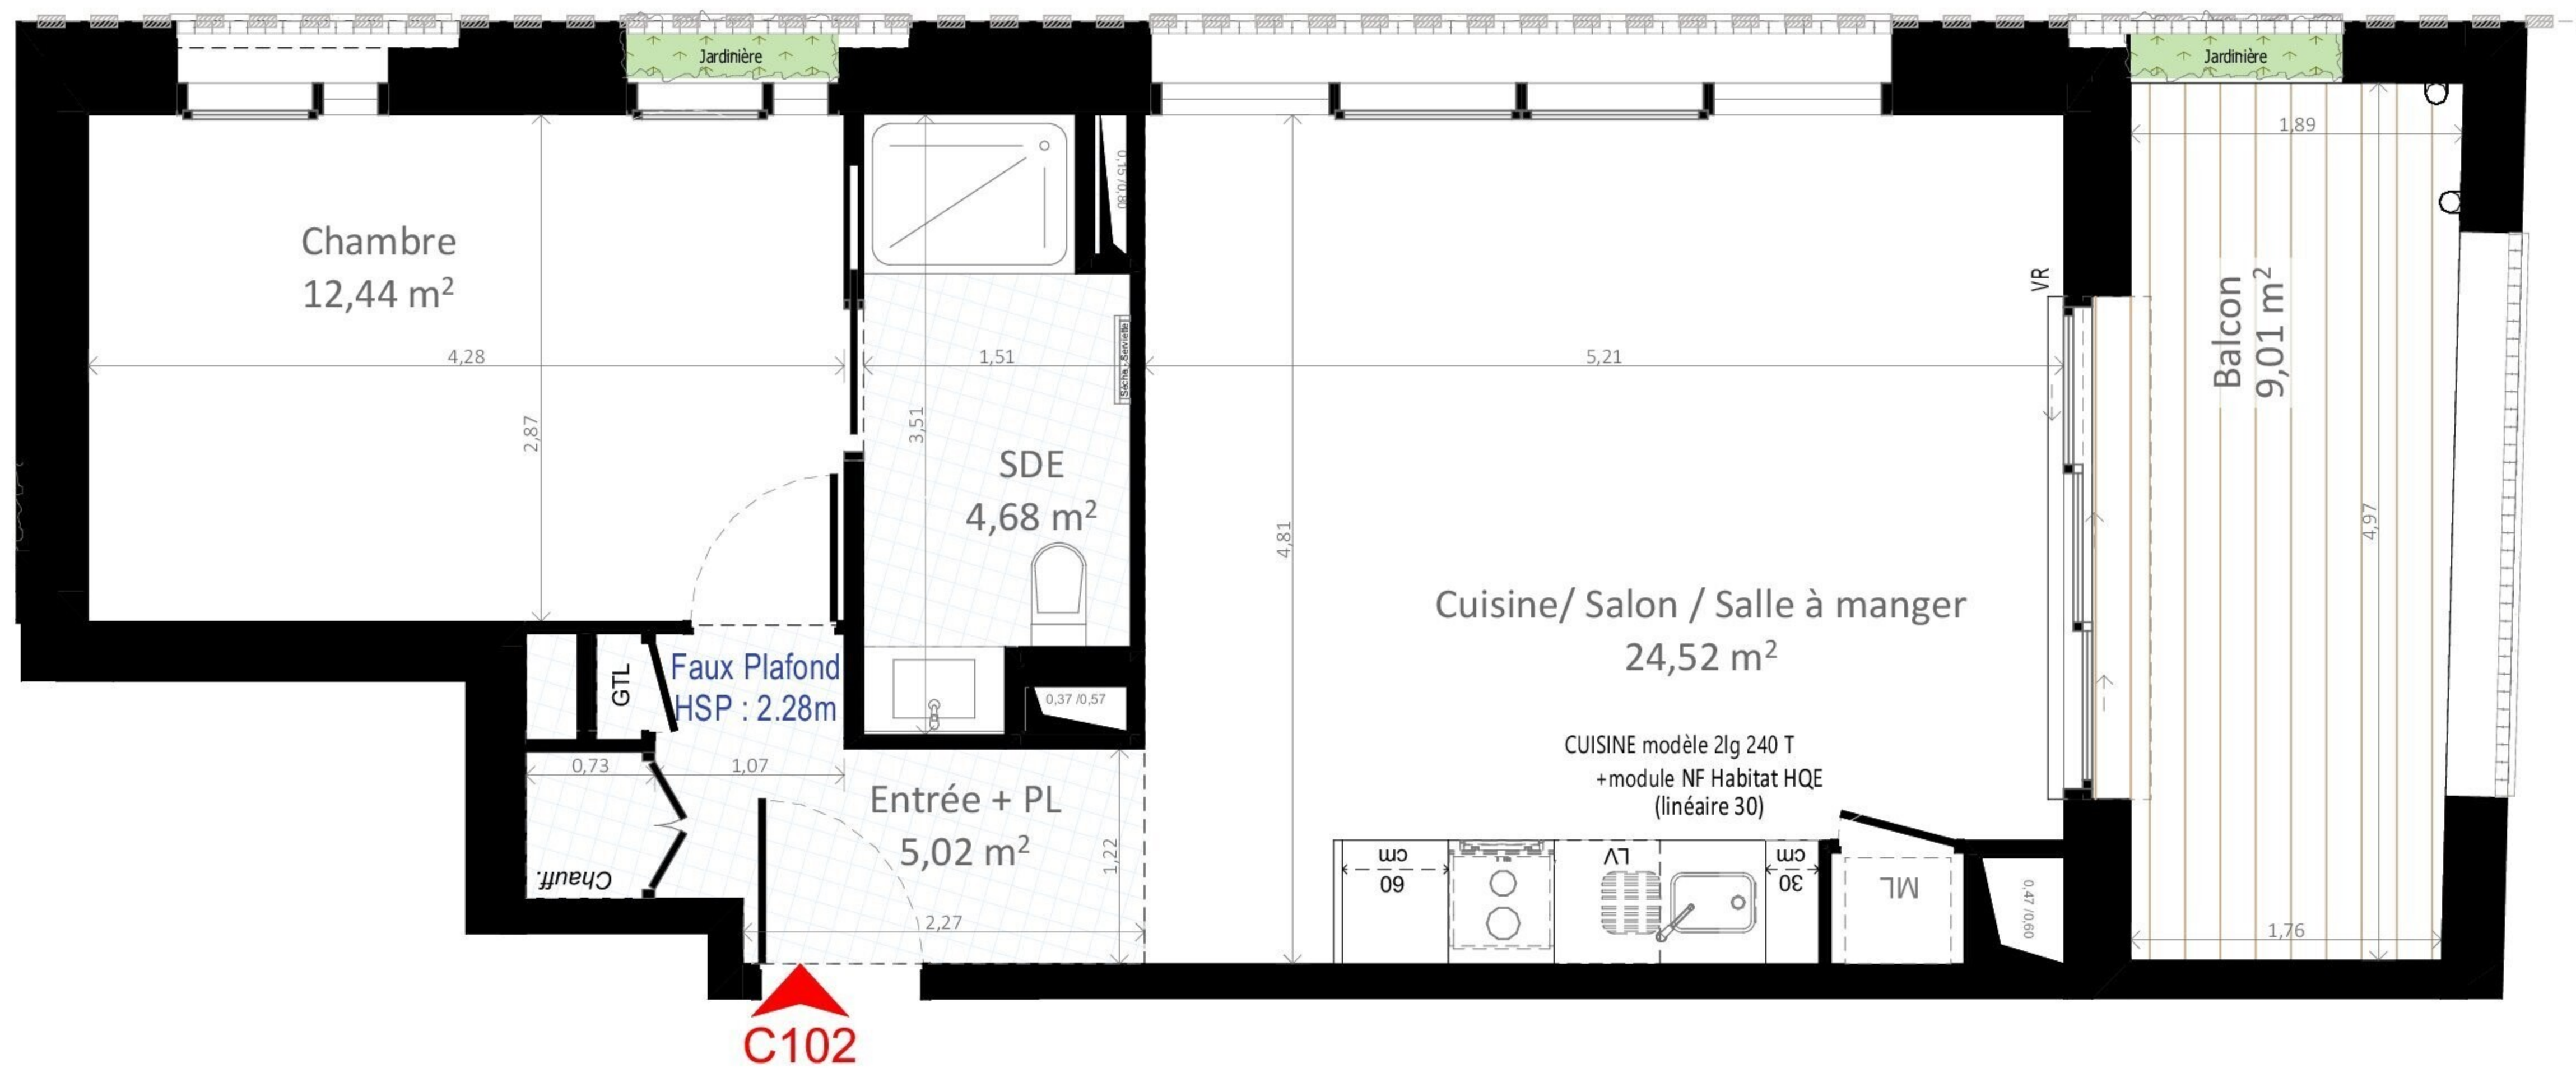 Jardinière
Jardinière
Chambre
12,44 m²
4,28
2,87
0,15 /0,80
1,51
3,51
Sèche - Serviette
SDE
4,68 m²
5,21
4,81
VR
1,89
Balcon
9,01 m²
4,97
1,76
Cuisine/ Salon / Salle à manger
24,52 m²
CUISINE modèle 2lg 240 T
+module NF Habitat HQE
(linéaire 30)
60
cm
LV
30
cm
ML
0,47 /0,60
GTL
Faux Plafond
HSP : 2.28m
0,37 /0,57
0,73
1,07
Chauff.
Entrée + PL
5,02 m²
1,22
2,27
C102